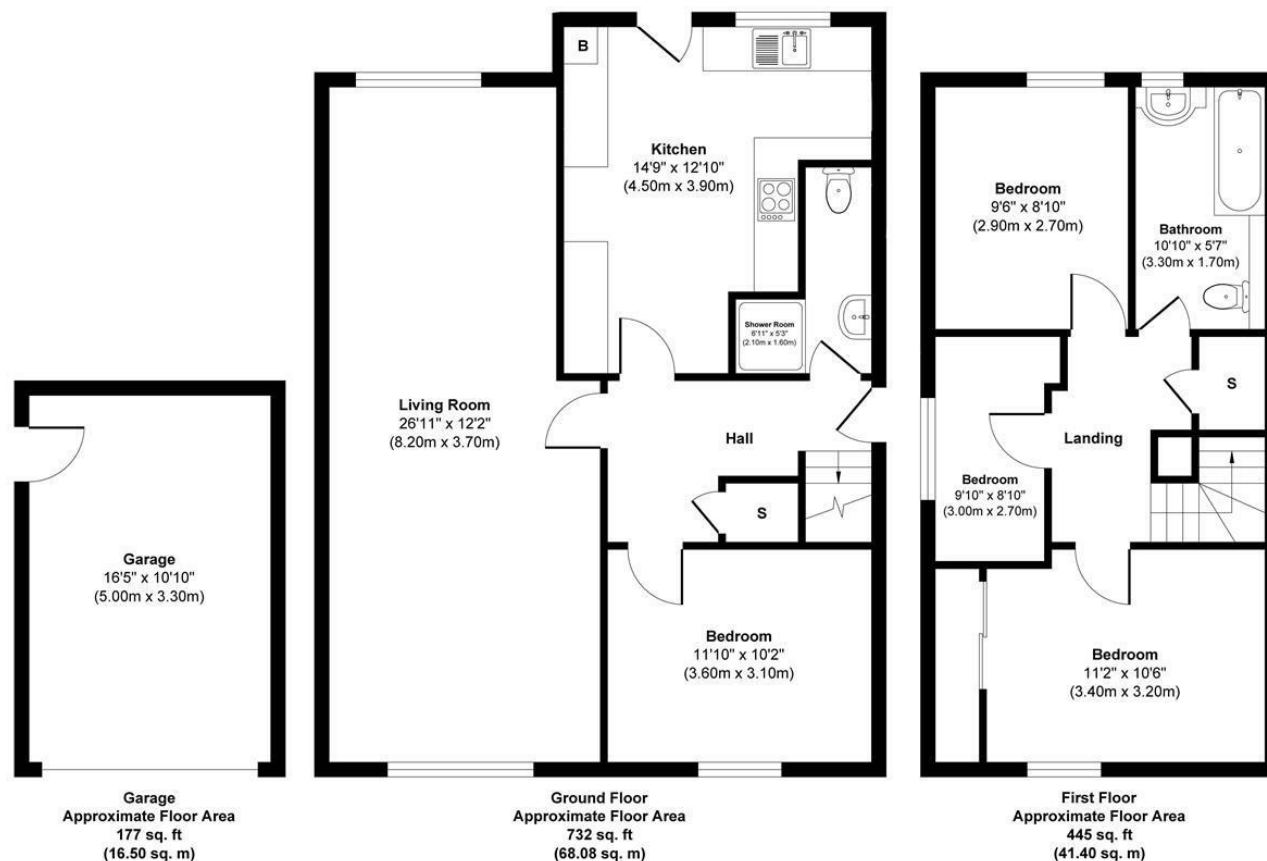 B
Kitchen
14'9" x 12'10"
(4.50m x 3.90m)
Shower Room
6'11" x 5'3"
(2.10m x 1.60m)
Living Room
26'11" x 12'2"
(8.20m x 3.70m)
Hall
S
Bedroom
11'10" x 10'2"
(3.60m x 3.10m)
Bedroom
9'6" x 8'10"
(2.90m x 2.70m)
Bathroom
10'10" x 5'7"
(3.30m x 1.70m)
S
Landing
Bedroom
9'10" x 8'10"
(3.00m x 2.70m)
Bedroom
11'2" x 10'6"
(3.40m x 3.20m)
Garage
16'5" x 10'10"
(5.00m x 3.30m)
Garage
Approximate Floor Area
177 sq. ft
(16.50 sq. m)
Ground Floor
Approximate Floor Area
732 sq. ft
(68.08 sq. m)
First Floor
Approximate Floor Area
445 sq. ft
(41.40 sq. m)